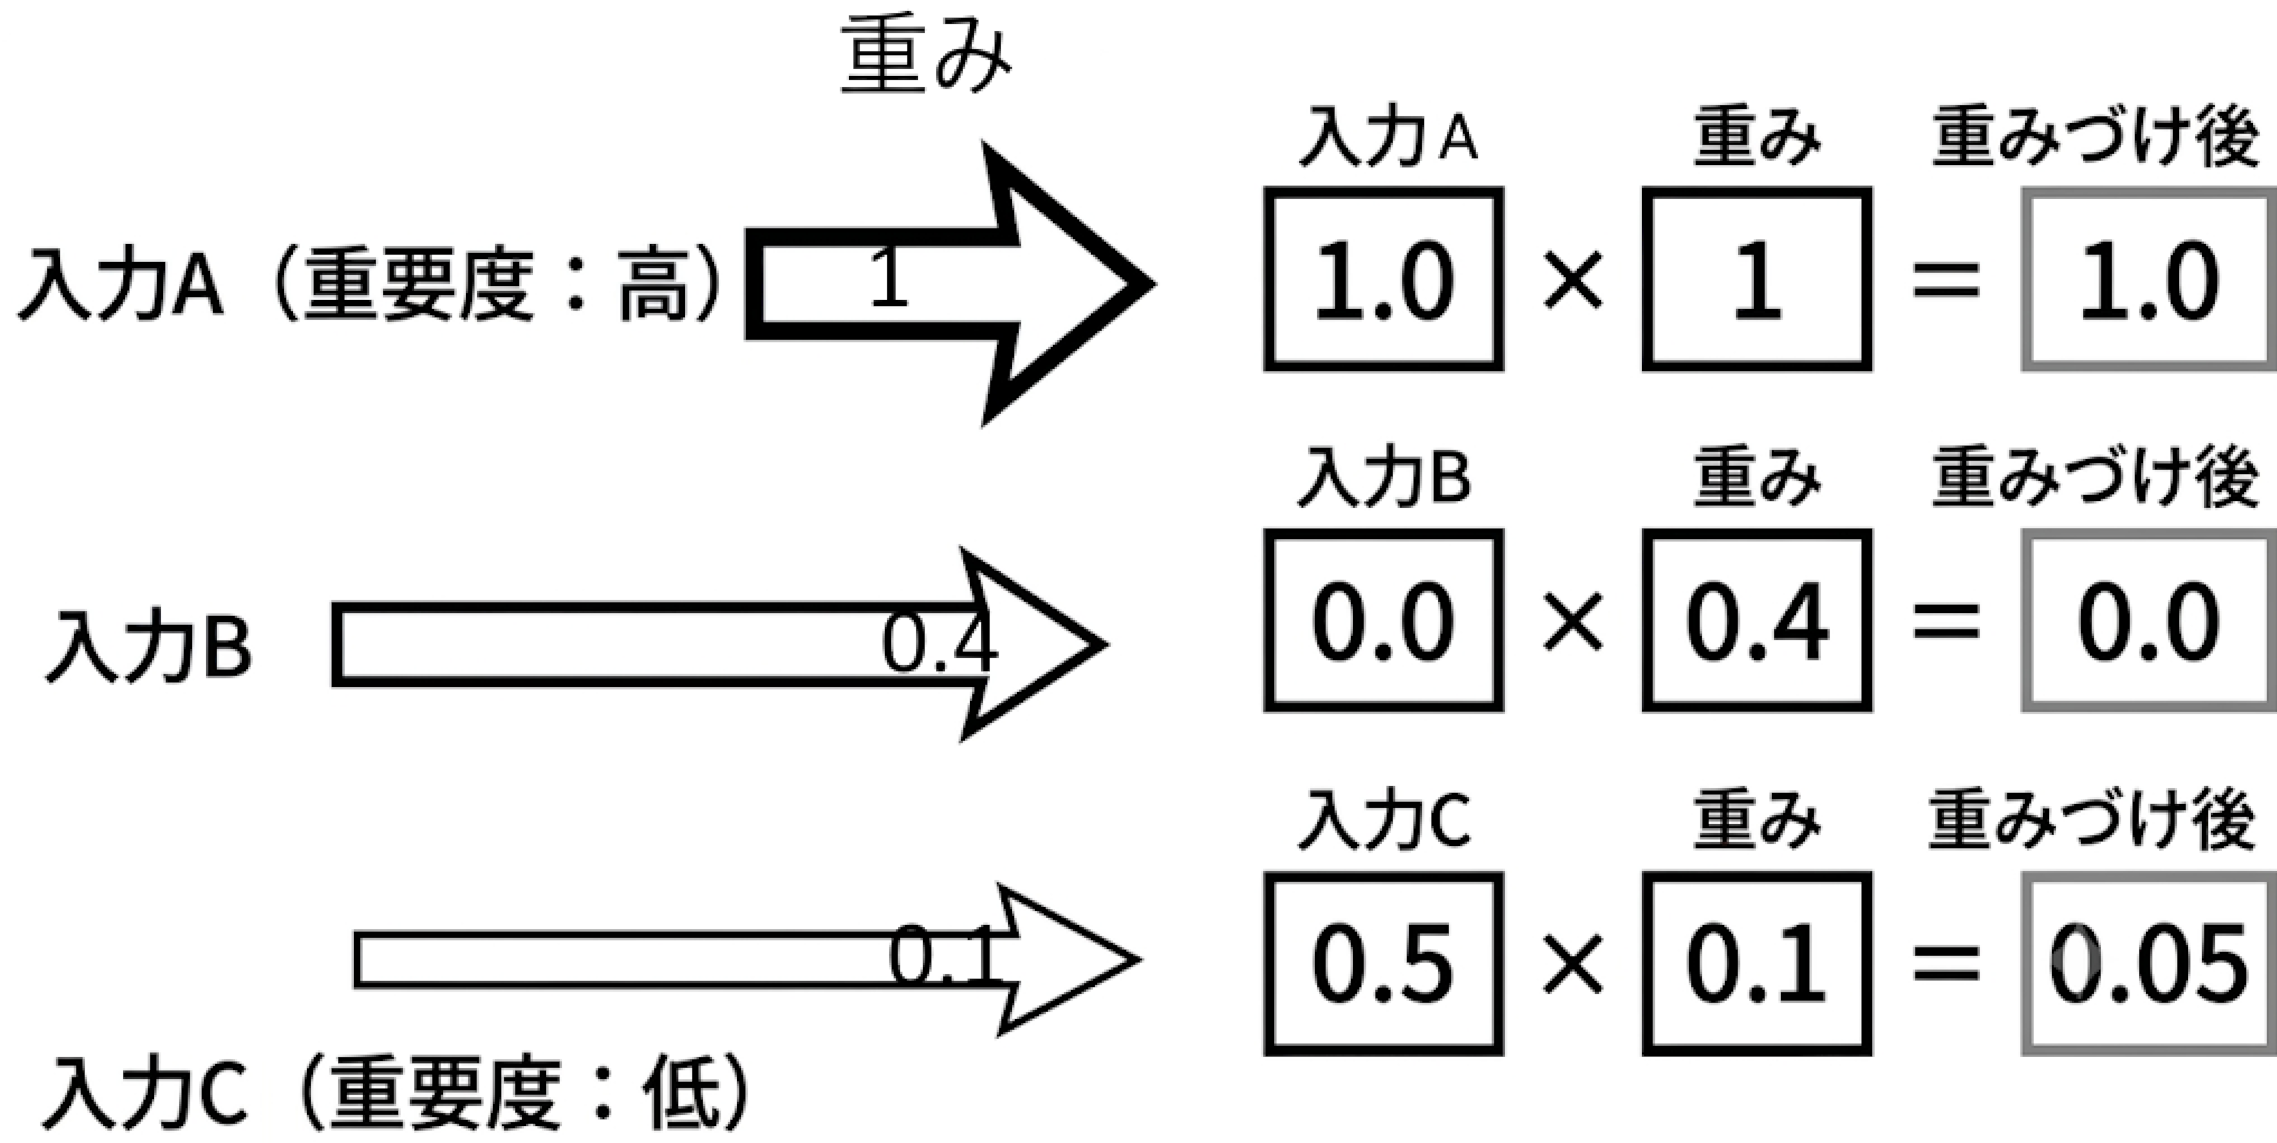 重み
入力A 重み 重みづけ後
入力A（重要度：高） 1 1.0 × 1 = 1.0
入力B 重み 重みづけ後
入力B 0.4 0.0 × 0.4 = 0.0
入力C 重み 重みづけ後
0.1 0.5 × 0.1 = 0.05
入力C（重要度：低）